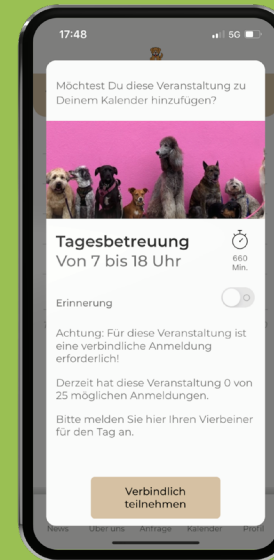 17:48
5G
Möchtest Du diese Veranstaltung zu
Deinem Kalender hinzufügen?
Tagesbetreuung
Von 7 bis 18 Uhr
660
Min.
Erinnerung
Achtung: Für diese Veranstaltung ist
eine verbindliche Anmeldung
erforderlich!
Derzeit hat diese Veranstaltung 0 von
25 möglichen Anmeldungen.
Bitte melden Sie hier Ihren Vierbeiner
für den Tag an.
Verbindlich
teilnehmen
News Über uns Anfrage Kalender Profil